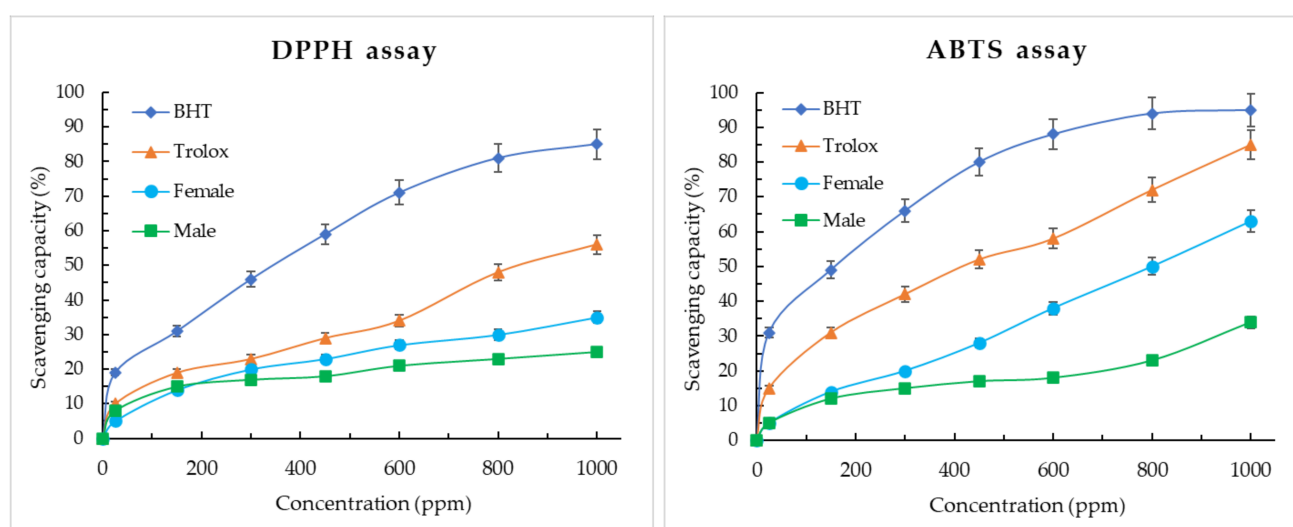 DPPH assay
100
90
80
70
60
50
40
30
20
10
0
Scavenging capacity (%)
BHT
Trolox
Female
Male
0 200 400 600 800 1000
Concentration (ppm)
ABTS assay
100
90
80
70
60
50
40
30
20
10
0
Scavenging capacity (%)
BHT
Trolox
Female
Male
0 200 400 600 800 1000
Concentration (ppm)